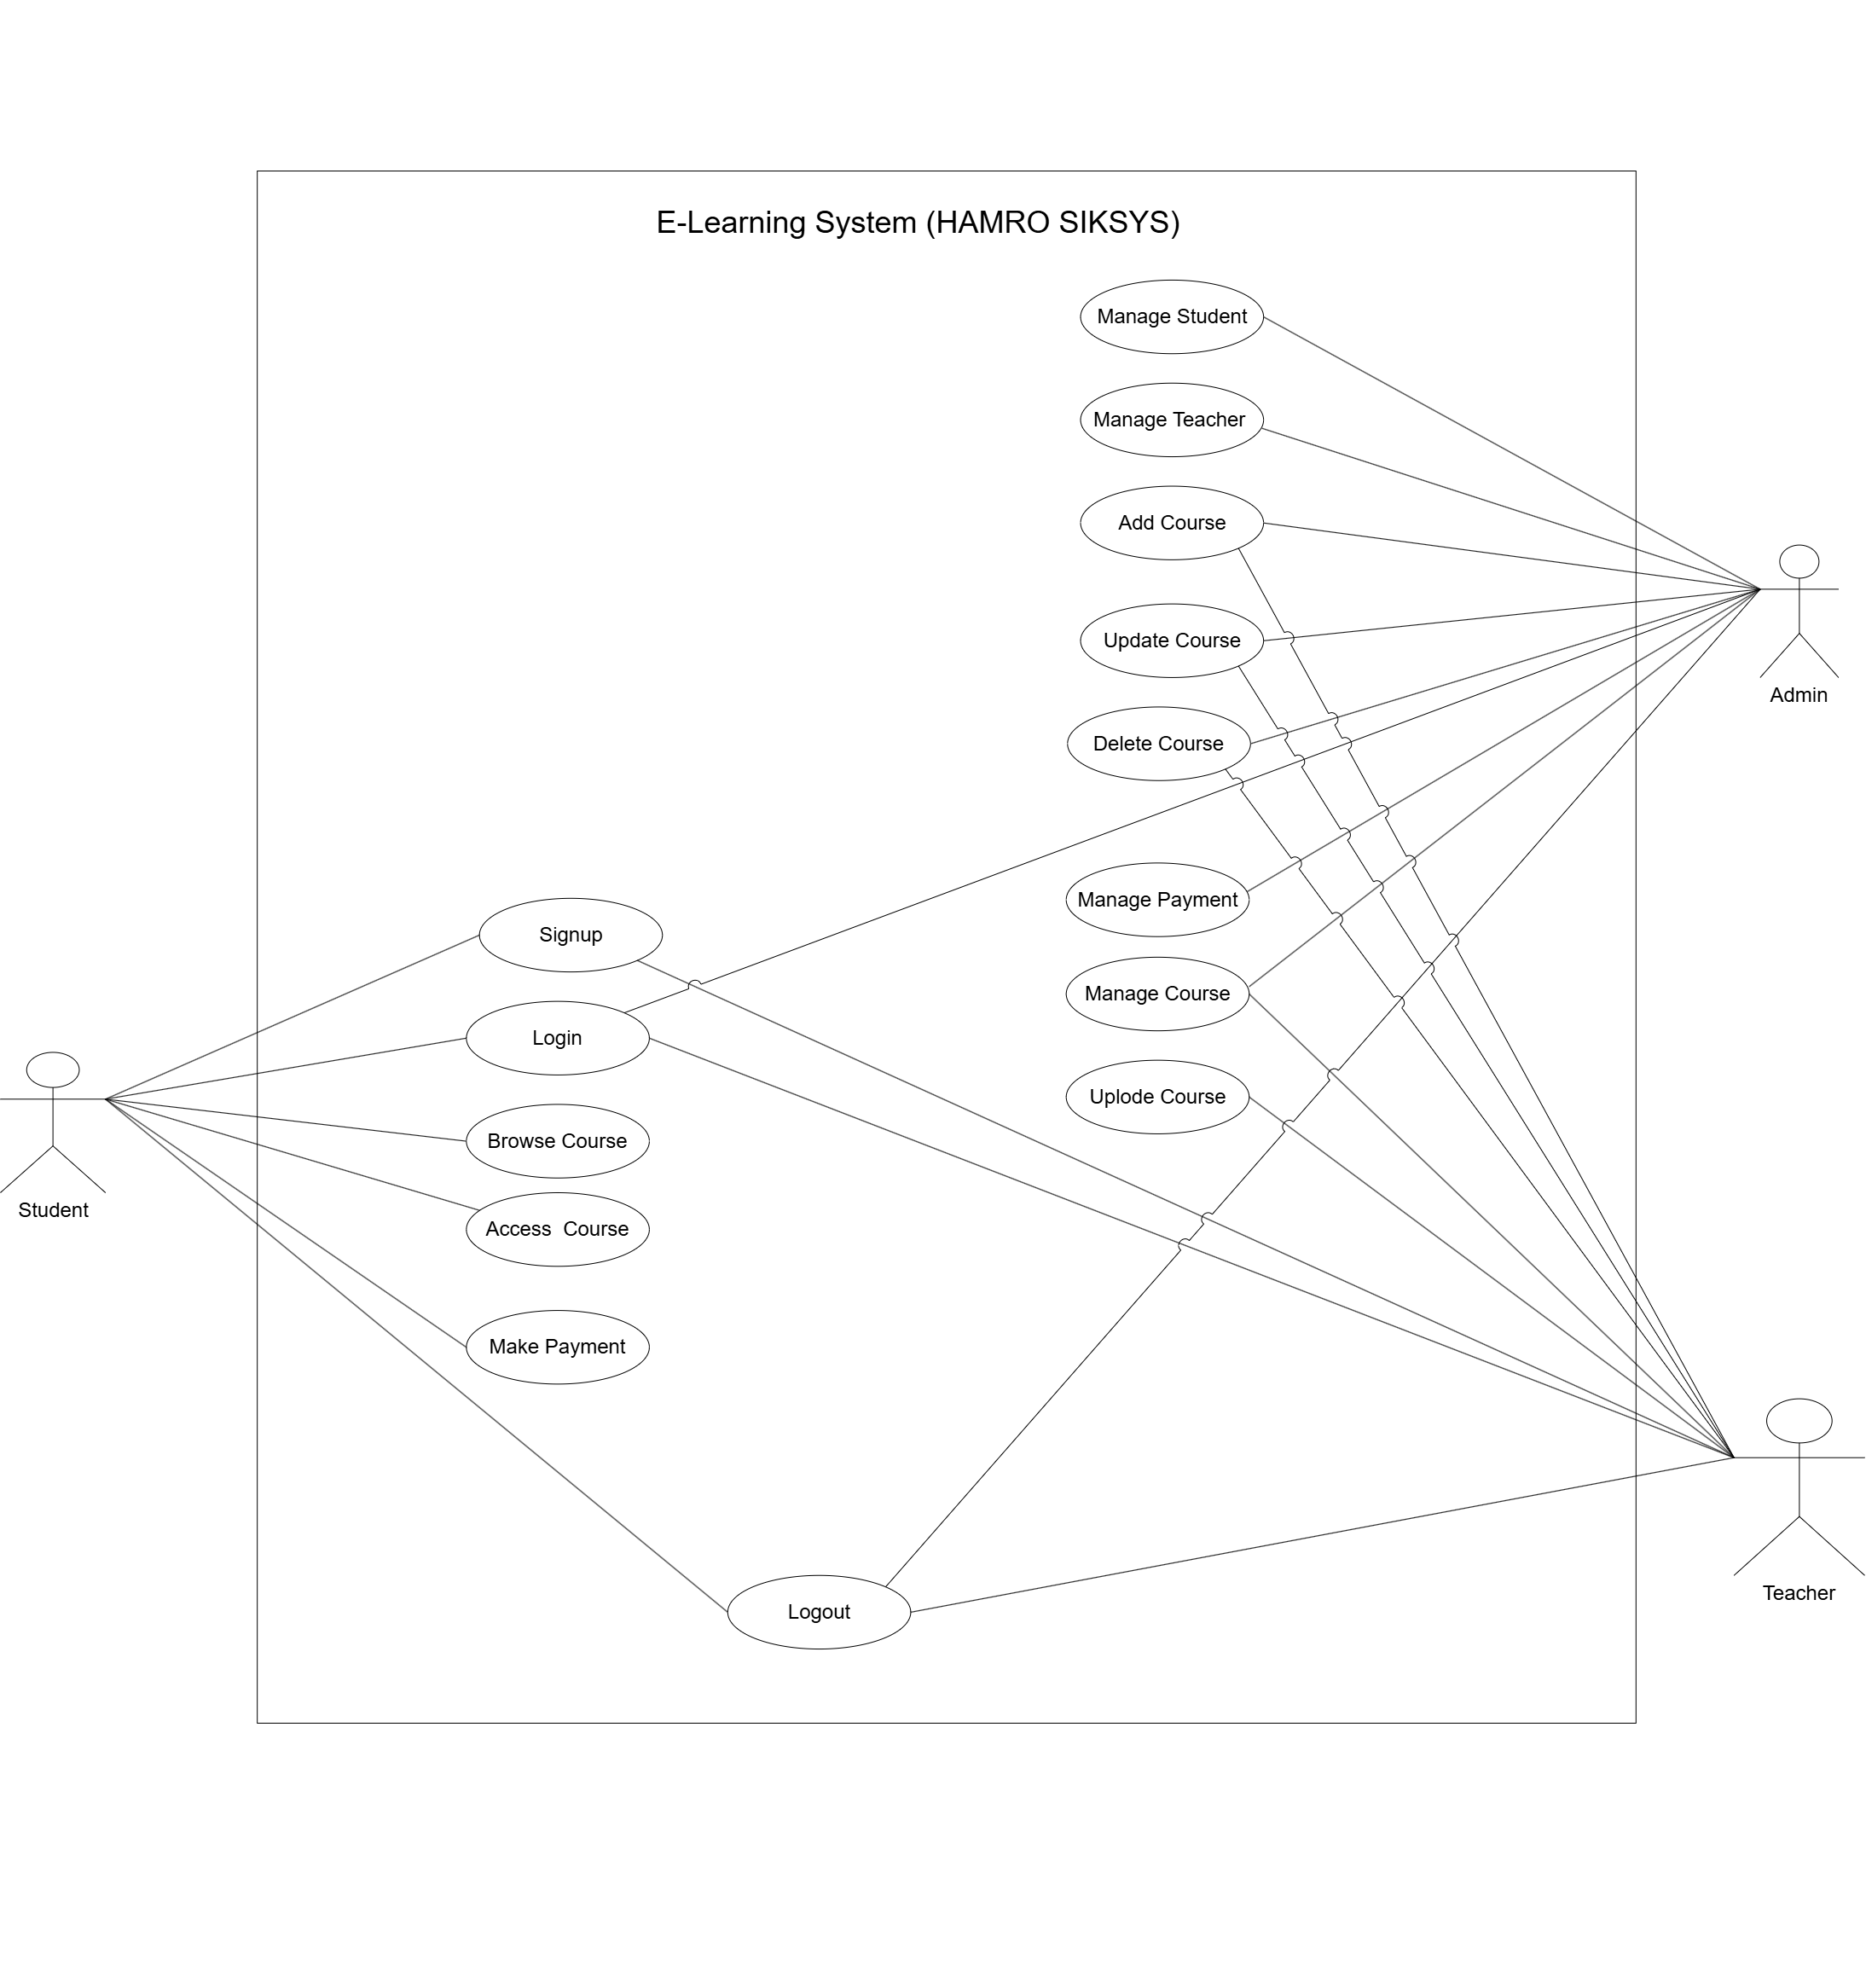 E-Learning System (HAMRO SIKSYS)
Manage Student
Manage Teacher
Add Course
Update Course
Admin
Delete Course
Manage Payment
Signup
Manage Course
Login
Uplode Course
Browse Course
Student
Access  Course
Make Payment
Teacher
Logout